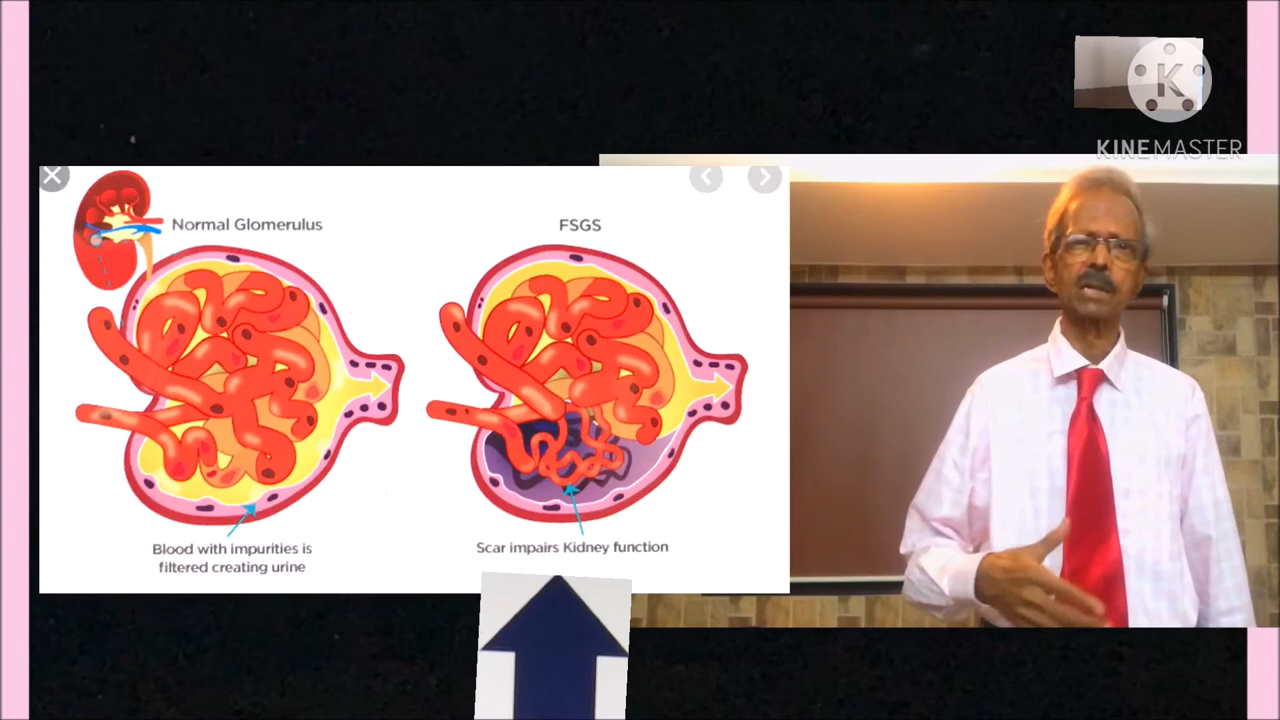 K
KINEMASTER
Normal Glomerulus
FSGS
Blood with impurities is
filtered creating urine
Scar impairs Kidney function